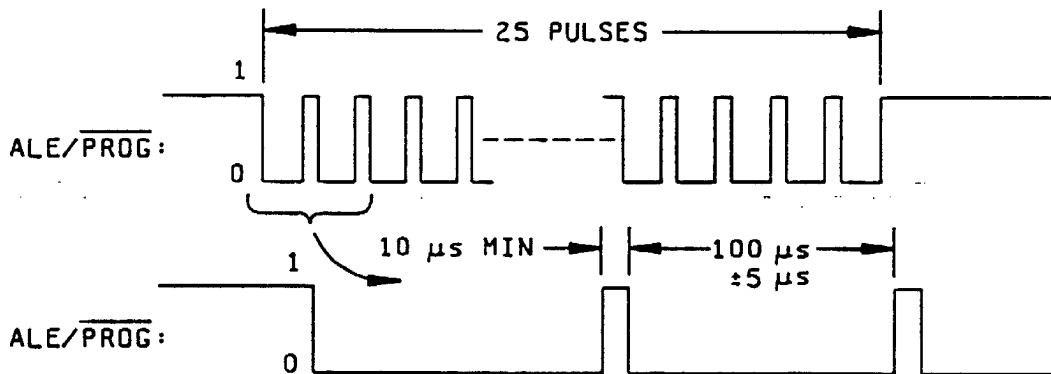 25 PULSES
1
ALE/PROG:
0
10 μs MIN
100 μs
±5 μs
1
ALE/PROG:
0